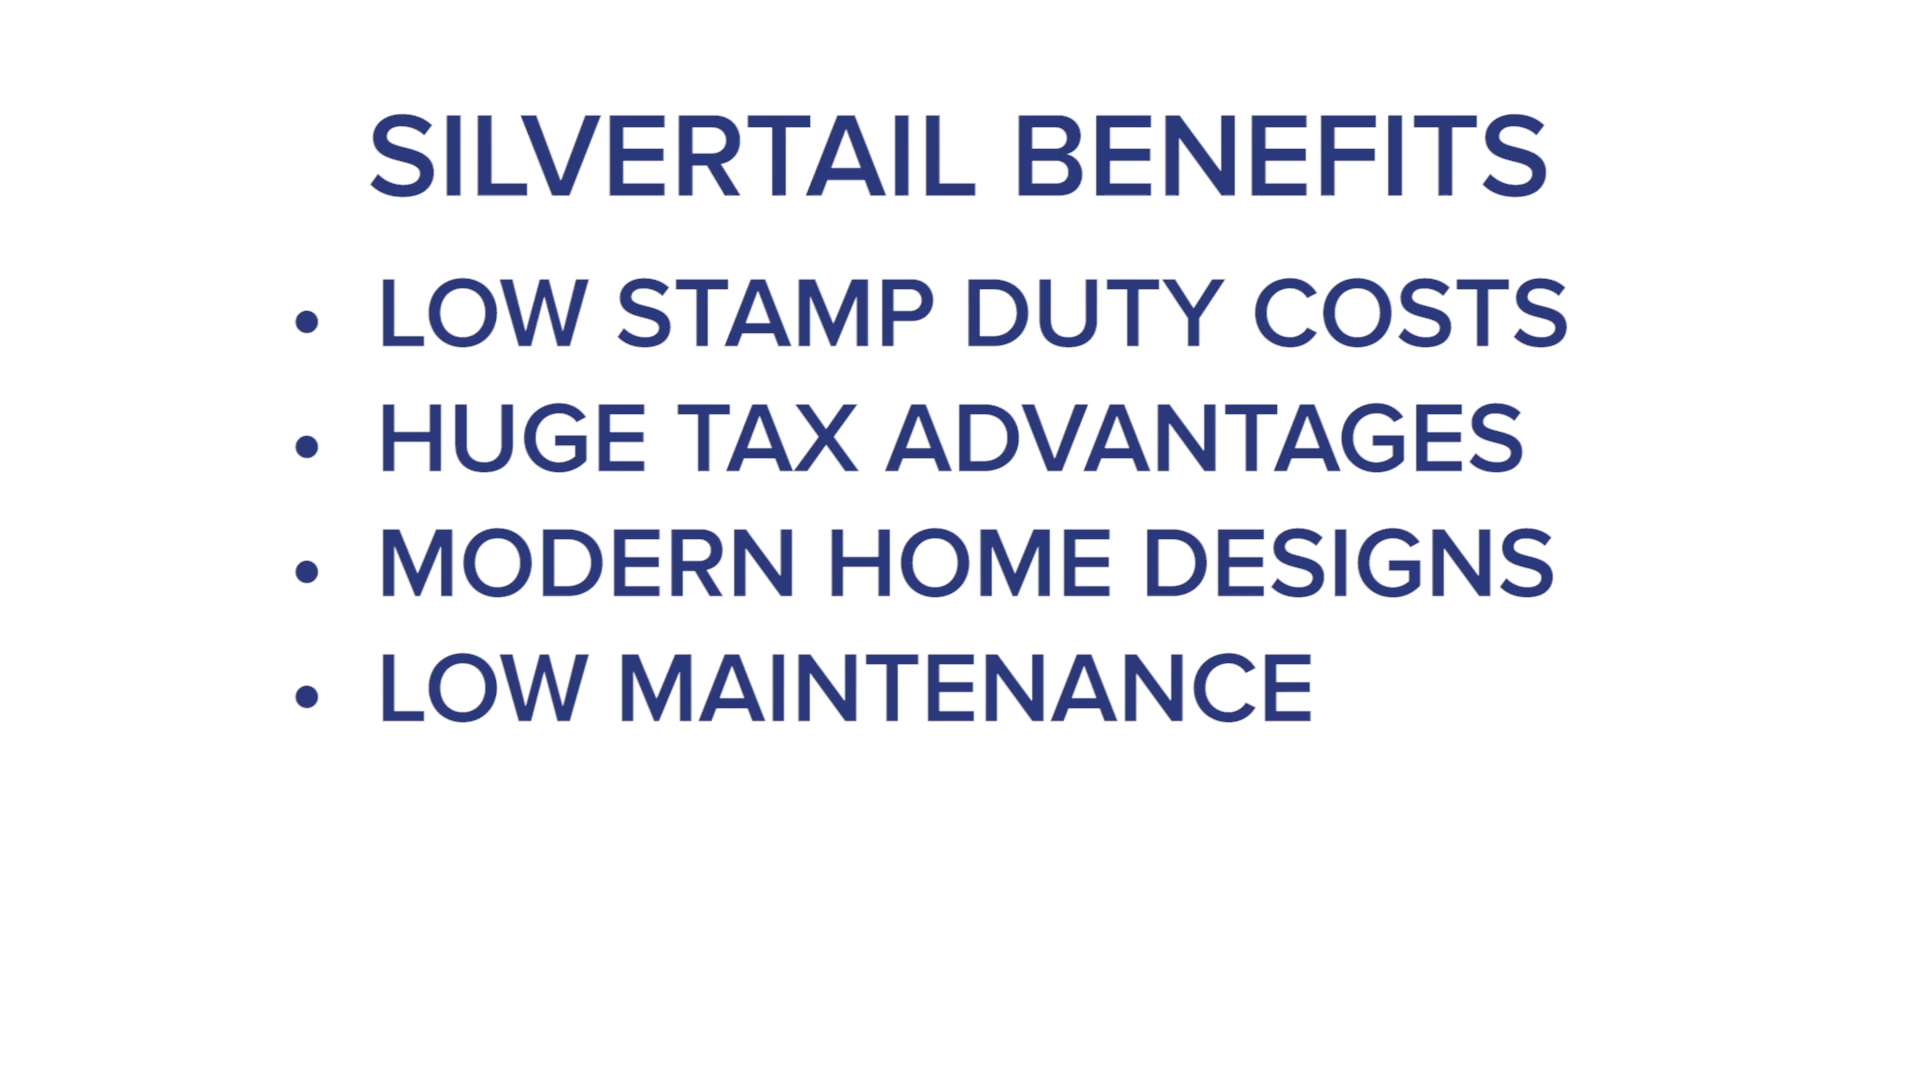 SILVERTAIL BENEFITS
• LOW STAMP DUTY COSTS
• HUGE TAX ADVANTAGES
• MODERN HOME DESIGNS
• LOW MAINTENANCE